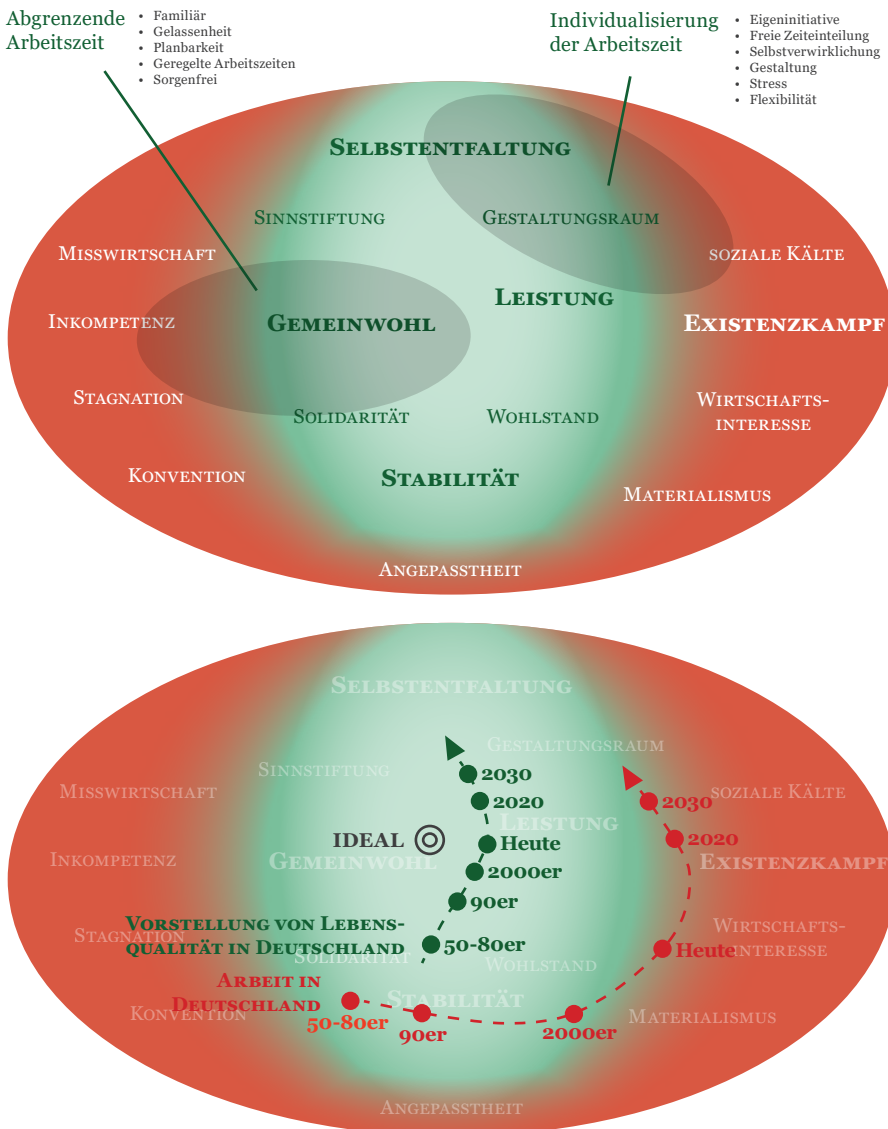 Abgrenzende
Arbeitszeit
• Familiär
• Gelassenheit
• Planbarkeit
• Geregelte Arbeitszeiten
• Sorgenfrei
Individualisierung
der Arbeitszeit
• Eigeninitiative
• Freie Zeiteinteilung
• Selbstverwirklichung
• Gestaltung
• Stress
• Flexibilität
Selbstentfaltung
Sinnstiftung
Gestaltungsraum
Misswirtschaft
soziale Kälte
Leistung
Inkompetenz
Gemeinwohl
Existenzkampf
Stagnation
Wirtschafts-
interesse
Solidarität
Wohlstand
Konvention
Stabilität
Materialismus
Angepasstheit
Selbstentfaltung
Gestaltungsraum
Sinnstiftung
2030
Misswirtschaft
soziale Kälte
2020
2030
Leistung
IDEAL
Heute
2020
Inkompetenz
Gemeinwohl
Existenzkampf
2000er
90er
Vorstellung von Lebens-
qualität in Deutschland
Stagnation
Wirtschafts-
interesse
50-80er
Heute
Solidarität
Wohlstand
Arbeit in
Deutschland
Konvention
Stabilität
Materialismus
50-80er
90er
2000er
Angepasstheit